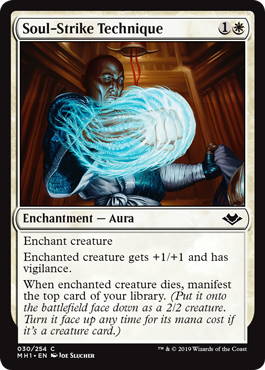 Soul-Strike Technique 1
Enchantment — Aura
Enchant creature
Enchanted creature gets +1/+1 and has
vigilance.
When enchanted creature dies, manifest
the top card of your library. (Put it onto
the battlefield face down as a 2/2 creature.
Turn it face up any time for its mana cost if
it's a creature card.)
030/254 C
MH1 • EN Joe Slucher
™ & © 2019 Wizards of the Coast